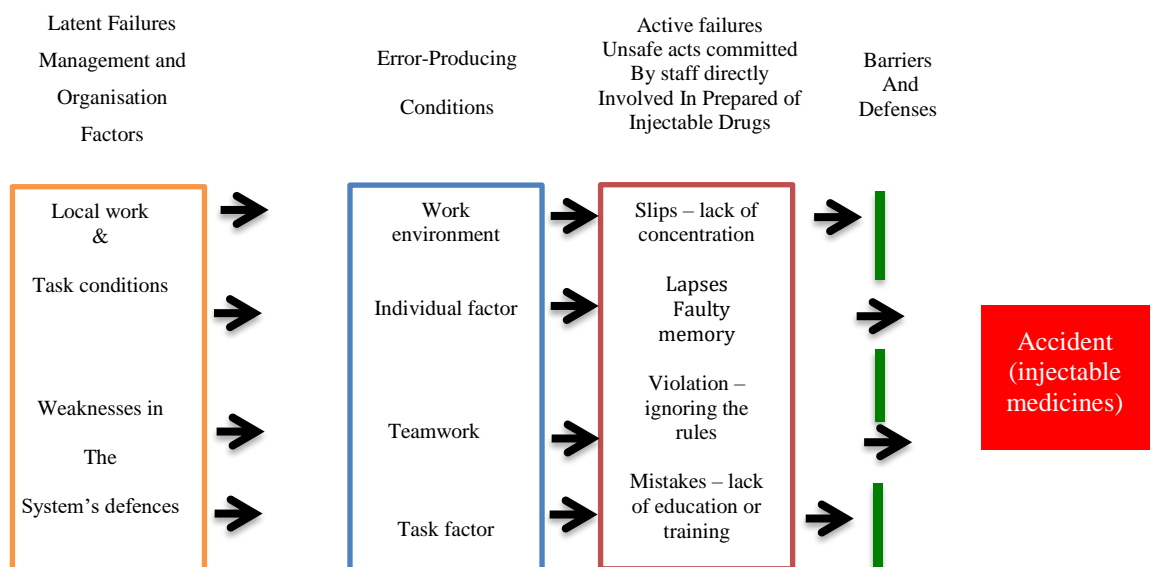 Latent Failures
Management and
Organisation
Factors
Error-Producing
Conditions
Active failures
Unsafe acts committed
By staff directly
Involved In Prepared of
Injectable Drugs
Barriers
And
Defenses
Local work
&
Task conditions
Weaknesses in
The
System’s defences
Work
environment
Individual factor
Teamwork
Task factor
Slips – lack of
concentration
Lapses
Faulty
memory
Violation –
ignoring the
rules
Mistakes – lack
of education or
training
Accident
(injectable
medicines)